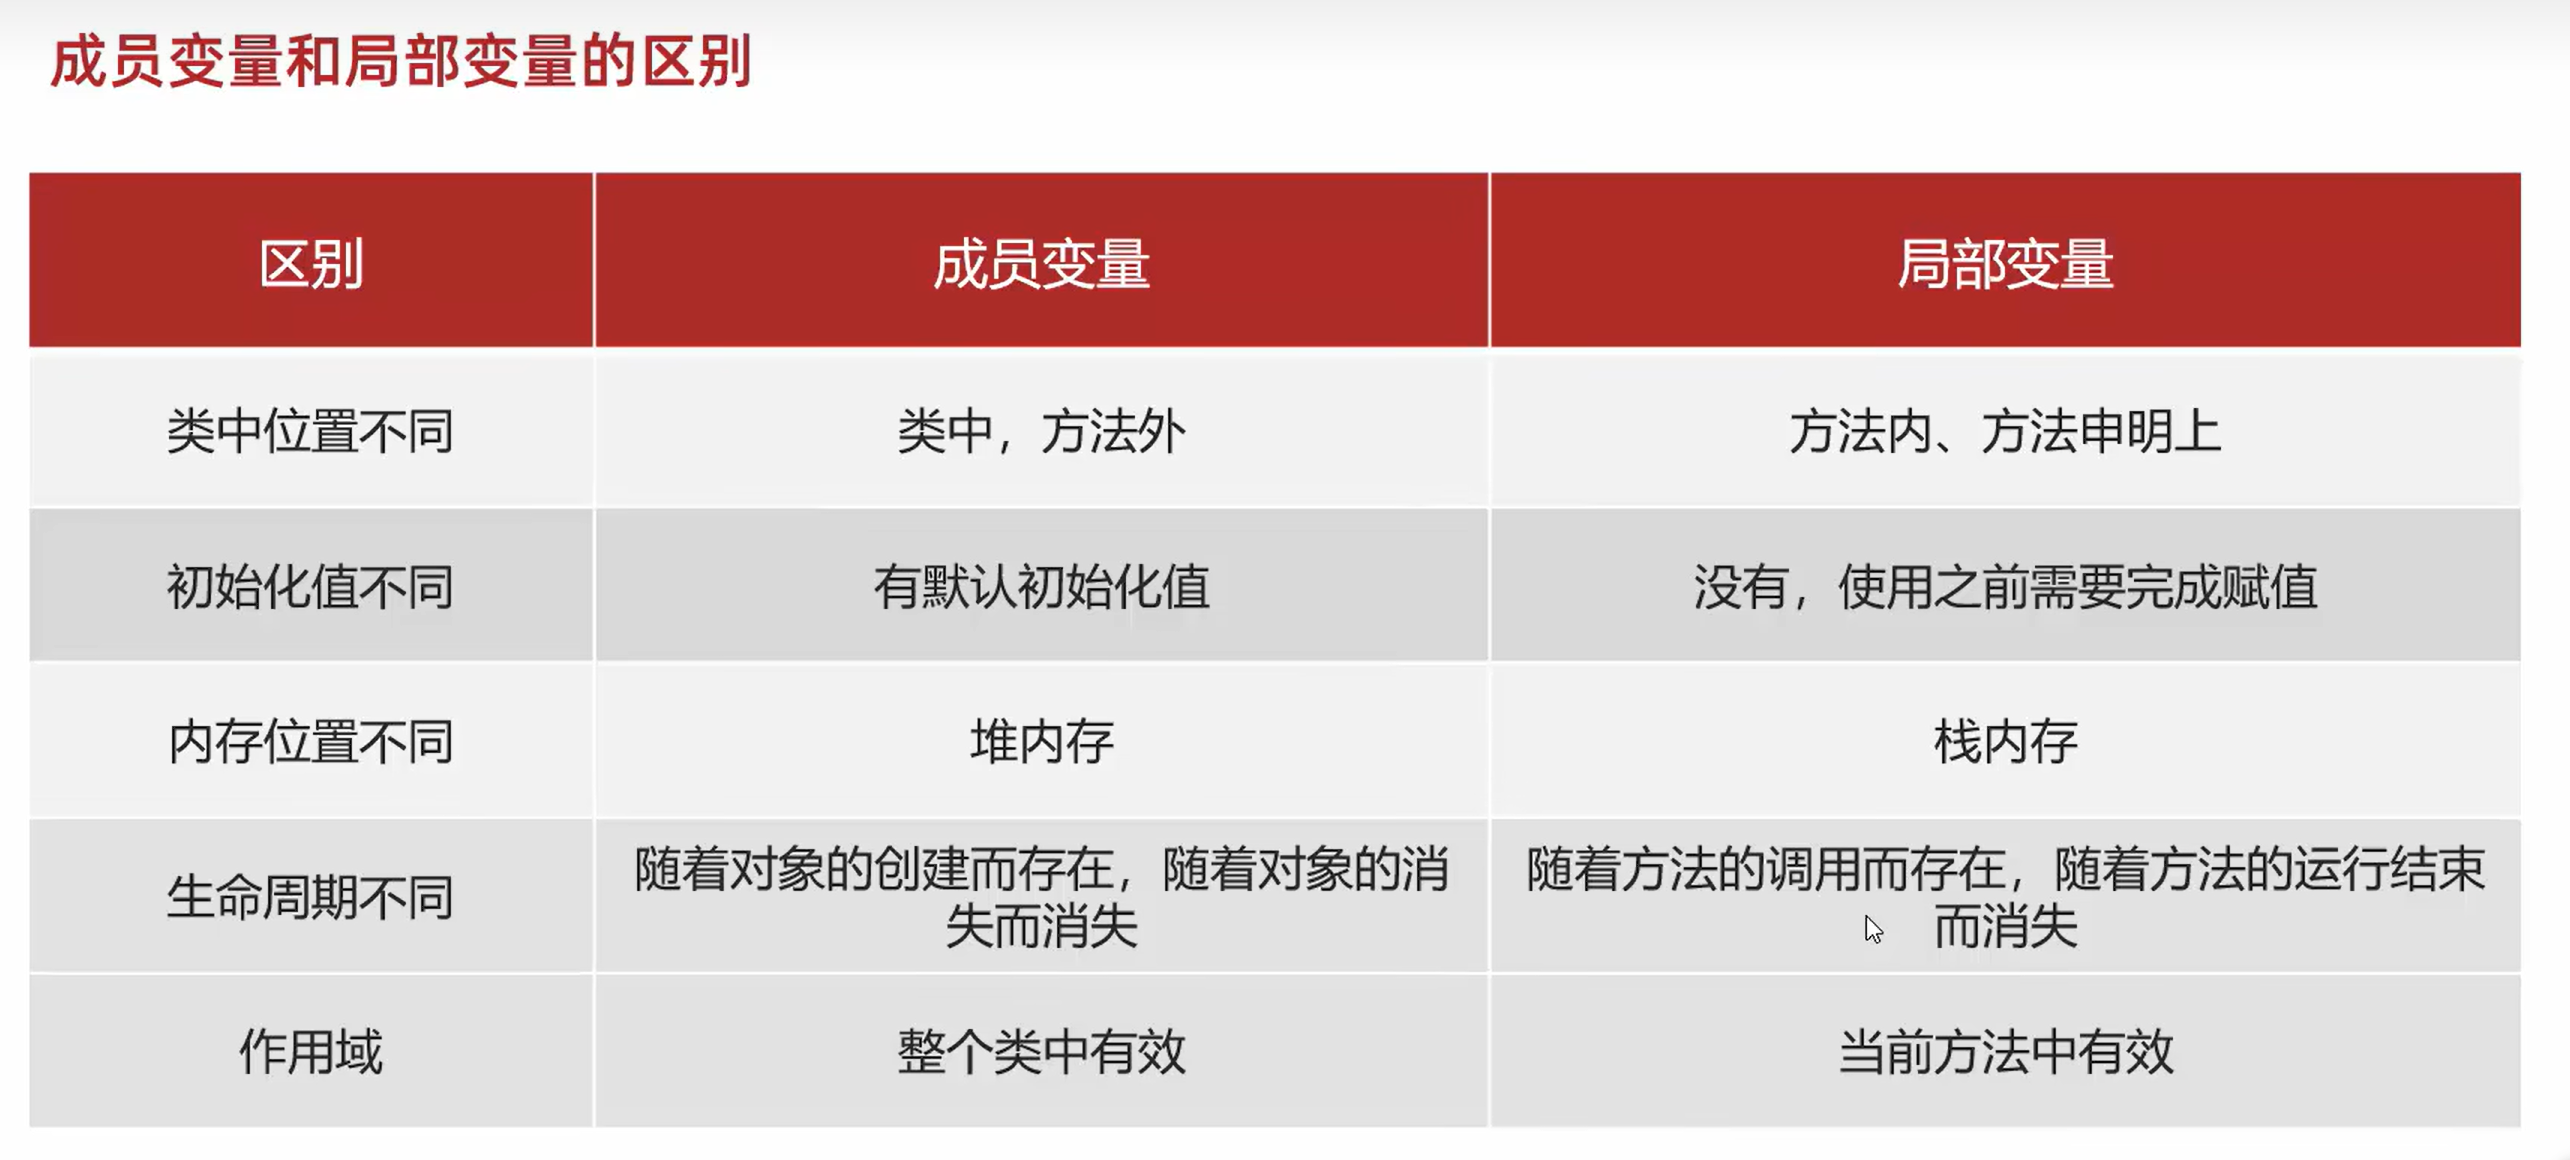 成员变量和局部变量的区别
区别
成员变量
局部变量
类中位置不同
类中，方法外
方法内、方法申明上
初始化值不同
有默认初始化值
没有，使用之前需要完成赋值
内存位置不同
堆内存
栈内存
生命周期不同
随着对象的创建而存在，随着对象的消
失而消失
随着方法的调用而存在，随着方法的运行结束
而消失
作用域
整个类中有效
当前方法中有效